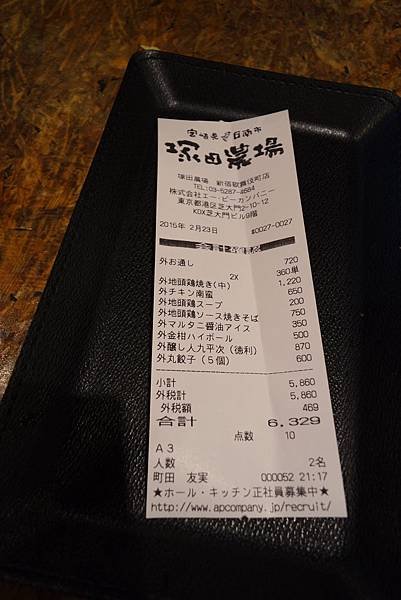 宮崎県 日南市
塚田農場
塚田農場 新宿歌舞伎町店
TEL:03-5287-4684
株式会社エー・ピーカンパニー
東京都港区芝大門2-10-12
KDX芝大門ビル9階
2015年 2月23日 #0027-0027
外お通し 720
2X 360単
外地頭鶏焼き(中) 1,220
外チキン南蛮 650
外地頭鶏スープ 200
外地頭鶏ソース焼きそば 750
外マルタニ醤油アイス 350
外金柑ハイボール 500
外醸し人九平次(徳利) 870
外丸餃子(5個) 600
小計 5,860
外税計 5,860
外税額 469
合計 6,329
点数 10
A3
人数 2名
町田 友実 000052 21:17
★ホール・キッチン正社員募集中★
http://www.apcompany.jp/recruit/